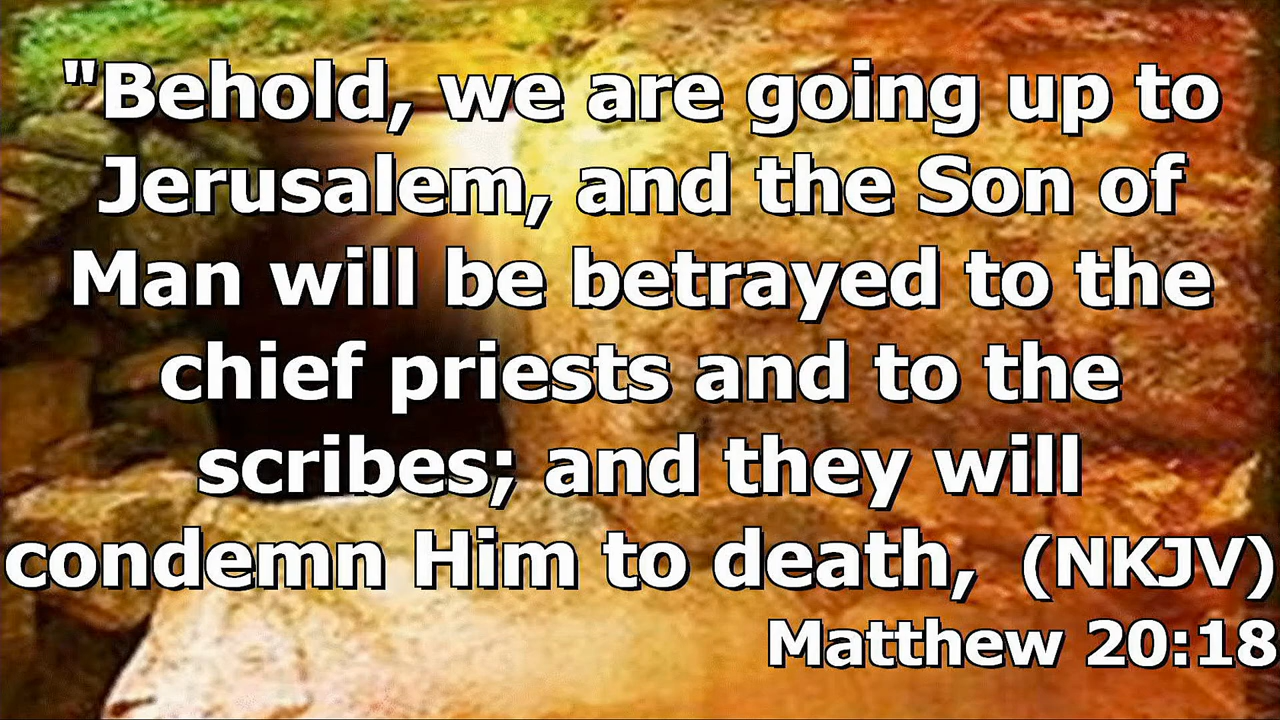 "Behold, we are going up to
Jerusalem, and the Son of
Man will be betrayed to the
chief priests and to the
scribes; and they will
condemn Him to death, (NKJV)
Matthew 20:18